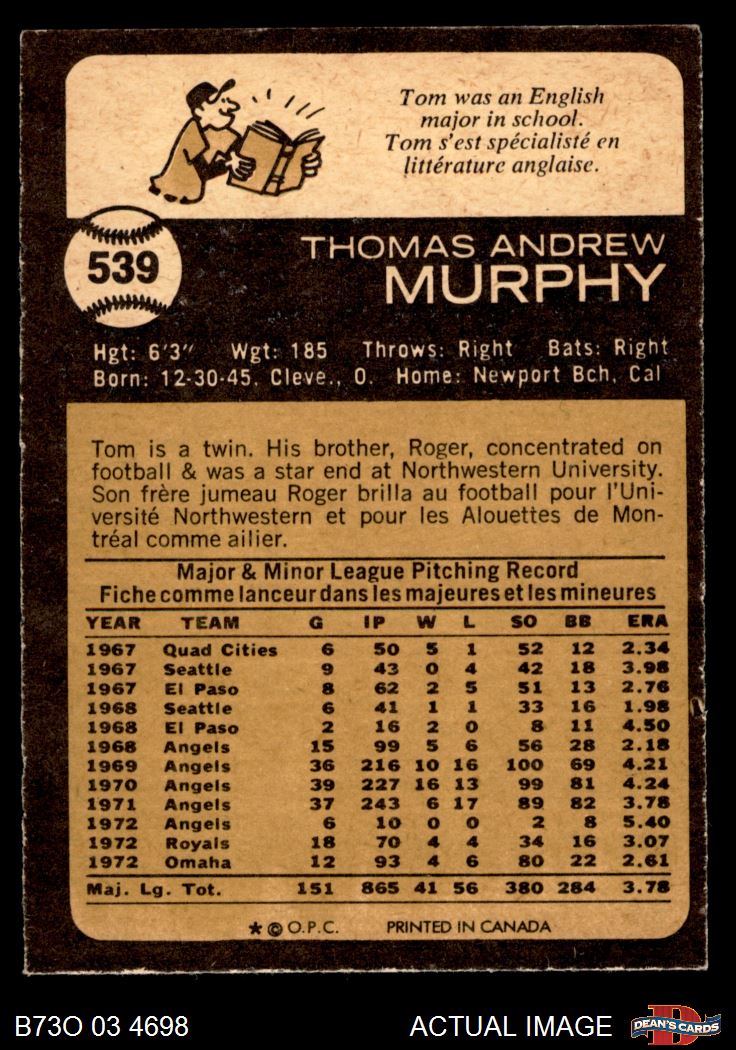 Tom was an English
major in school.
Tom s'est spécialisté en
littérature anglaise.
539
THOMAS ANDREW
MURPHY
Hgt: 6'3" Wgt: 185 Throws: Right Bats: Right
Born: 12-30-45. Cleve., O. Home: Newport Bch, Cal
Tom is a twin. His brother, Roger, concentrated on
football & was a star end at Northwestern University.
Son frère jumeau Roger brilla au football pour l'Uni-
versité Northwestern et pour les Alouettes de Mon-
tréal comme ailier.
Major & Minor League Pitching Record
Fiche comme lanceur dans les majeures et les mineures
YEAR TEAM G IP W L SO BB ERA
1967 Quad Cities 6 50 5 1 52 12 2.34
1967 Seattle 9 43 0 4 42 18 3.98
1967 El Paso 8 62 2 5 51 13 2.76
1968 Seattle 6 41 1 1 33 16 1.98
1968 El Paso 2 16 2 0 8 11 4.50
1968 Angels 15 99 5 6 56 28 2.18
1969 Angels 36 216 10 16 100 69 4.21
1970 Angels 39 227 16 13 99 81 4.24
1971 Angels 37 243 6 17 89 82 3.78
1972 Angels 6 10 0 0 2 8 5.40
1972 Royals 18 70 4 4 34 16 3.07
1972 Omaha 12 93 4 6 80 22 2.61
Maj. Lg. Tot. 151 865 41 56 380 284 3.78
* © O.P.C. PRINTED IN CANADA
B73O 03 4698 ACTUAL IMAGE DEAN'S CARDS